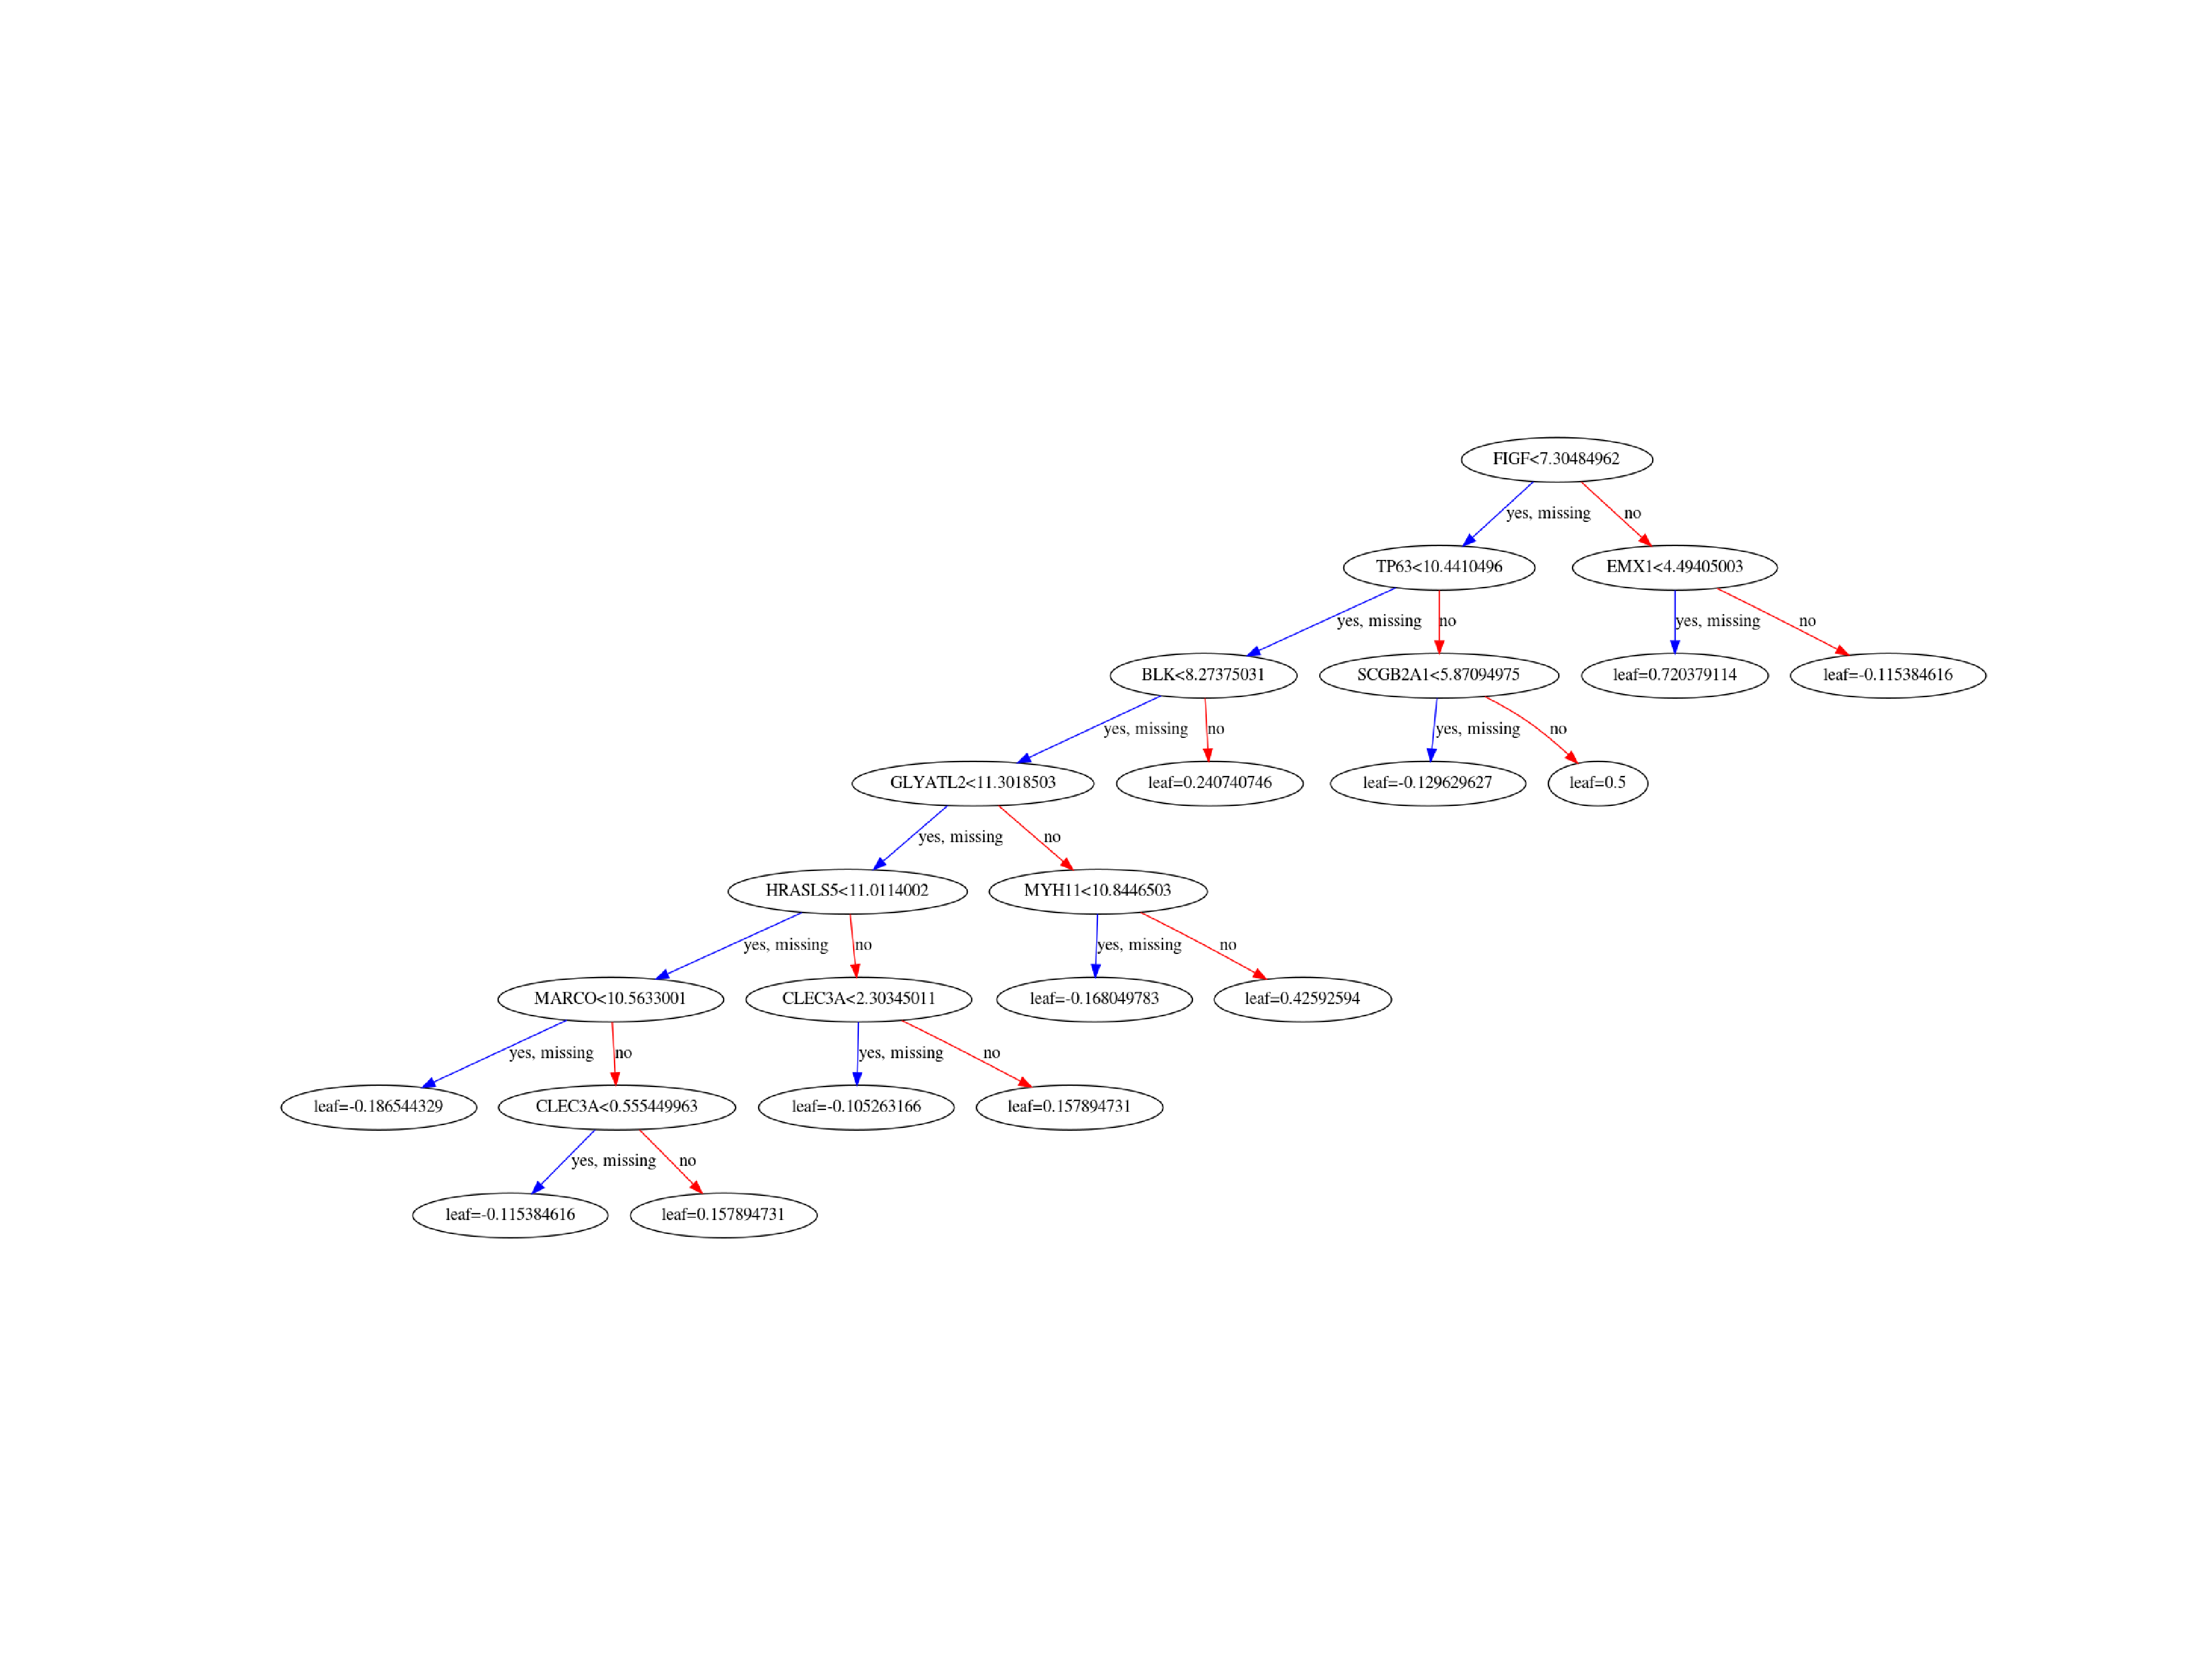 FIGF<7.30484962
yes, missing
no
TP63<10.4410496
EMX1<4.49405003
yes, missing
no
yes, missing
no
BLK<8.27375031
SCGB2A1<5.87094975
leaf=0.720379114
leaf=-0.115384616
yes, missing
no
yes, missing
no
GLYATL2<11.3018503
leaf=0.240740746
leaf=-0.129629627
leaf=0.5
yes, missing
no
HRASLS5<11.0114002
MYH11<10.8446503
yes, missing
no
yes, missing
no
MARCO<10.5633001
CLEC3A<2.30345011
leaf=-0.168049783
leaf=0.42592594
yes, missing
no
yes, missing
no
leaf=-0.186544329
CLEC3A<0.555449963
leaf=-0.105263166
leaf=0.157894731
yes, missing
no
leaf=-0.115384616
leaf=0.157894731